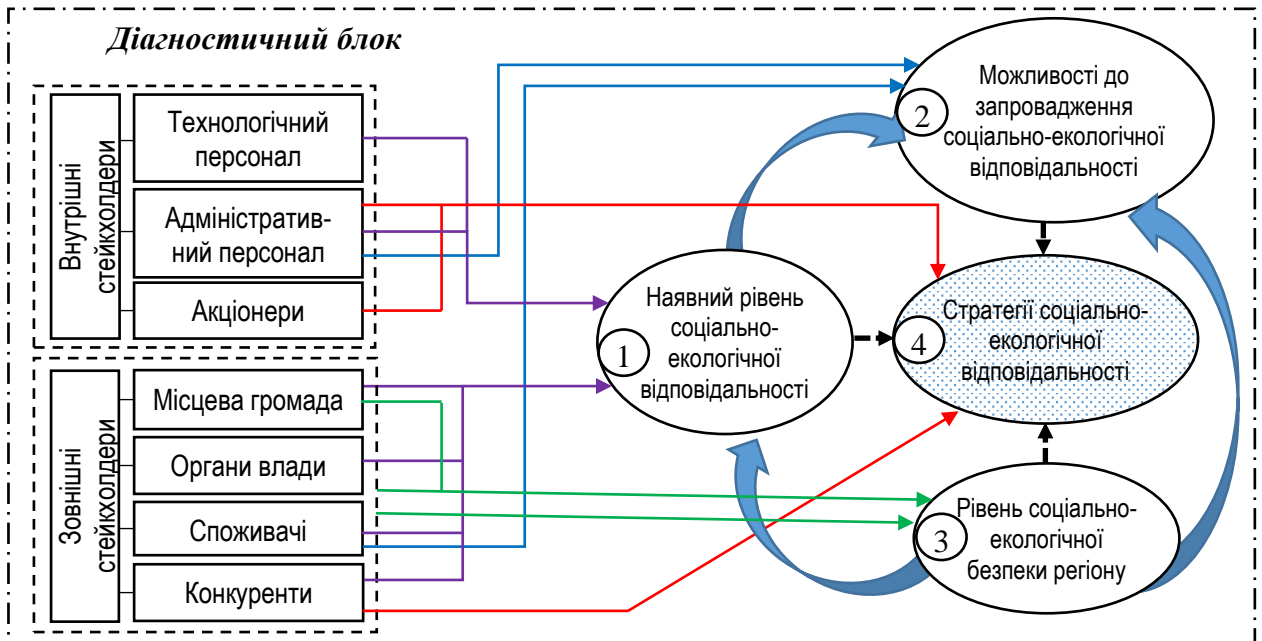 Діагностичний блок
Внутрішні
стейкхолдери
Технологічний
персонал
Адміністратив-
ний персонал
Акціонери
Зовнішні
стейкхолдери
Місцева громада
Органи влади
Споживачі
Конкуренти
1
Наявний рівень
соціально-
екологічної
відповідальності
2
Можливості до
запровадження
соціально-екологічної
відповідальності
4
Стратегії соціально-
екологічної
відповідальності
3
Рівень соціально-
екологічної
безпеки регіону